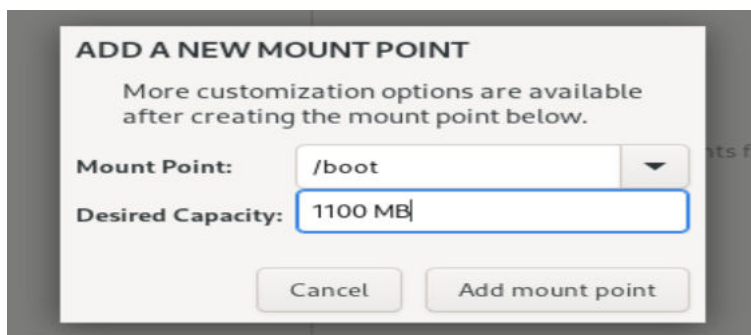 ADD A NEW MOUNT POINT
More customization options are available
after creating the mount point below.
Mount Point: /boot
Desired Capacity: 1100 MB
Cancel Add mount point